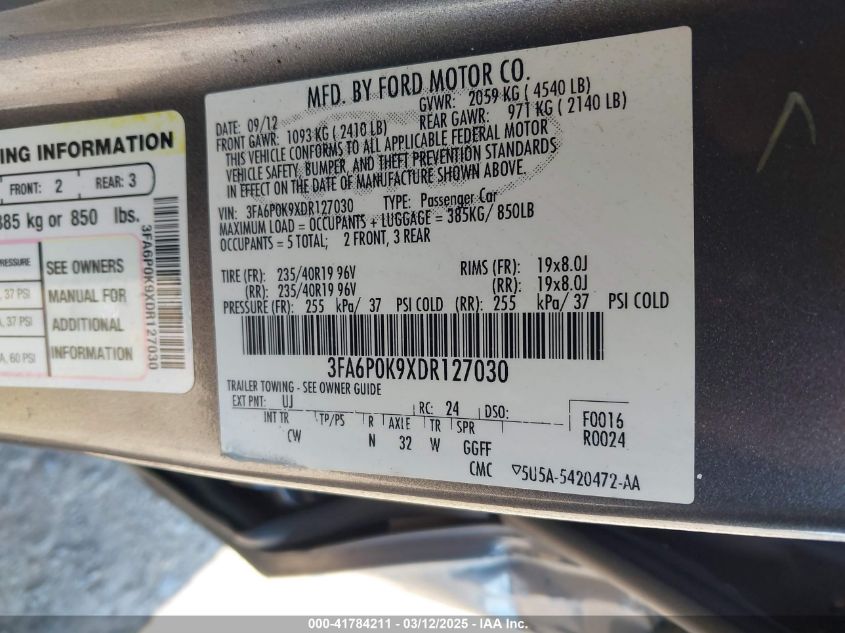 MFD. BY FORD MOTOR CO.
DATE: 09/12 GVWR: 2059 KG ( 4540 LB)
FRONT GAWR: 1093 KG ( 2410 LB) REAR GAWR: 971 KG ( 2140 LB)
THIS VEHICLE CONFORMS TO ALL APPLICABLE FEDERAL MOTOR
VEHICLE SAFETY, BUMPER, AND THEFT PREVENTION STANDARDS
IN EFFECT ON THE DATE OF MANUFACTURE SHOWN ABOVE.
VIN: 3FA6P0K9XDR127030 TYPE: Passenger Car
MAXIMUM LOAD = OCCUPANTS + LUGGAGE = 385KG/ 850LB
OCCUPANTS = 5 TOTAL; 2 FRONT, 3 REAR
TIRE (FR): 235/40R19 96V RIMS (FR): 19x8.0J
(RR): 235/40R19 96V (RR): 19x8.0J
PRESSURE (FR): 255 kPa/ 37 PSI COLD (RR): 255 kPa/ 37 PSI COLD
3FA6P0K9XDR127030
TRAILER TOWING - SEE OWNER GUIDE
EXT PNT: UJ RC: 24 DSO: F0016
INT TR TP/PS R AXLE TR SPR R0024
CW N 32 W GGFF
CMC 5U5A-5420472-AA
ING INFORMATION
FRONT: 2 REAR: 3
385 kg or 850 lbs.
PRESSURE SEE OWNERS
, 37 PSI MANUAL FOR
A, 37 PSI ADDITIONAL
A, 60 PSI INFORMATION
3FA6P0K9XDR127030
000-41784211 - 03/12/2025 - IAA Inc.